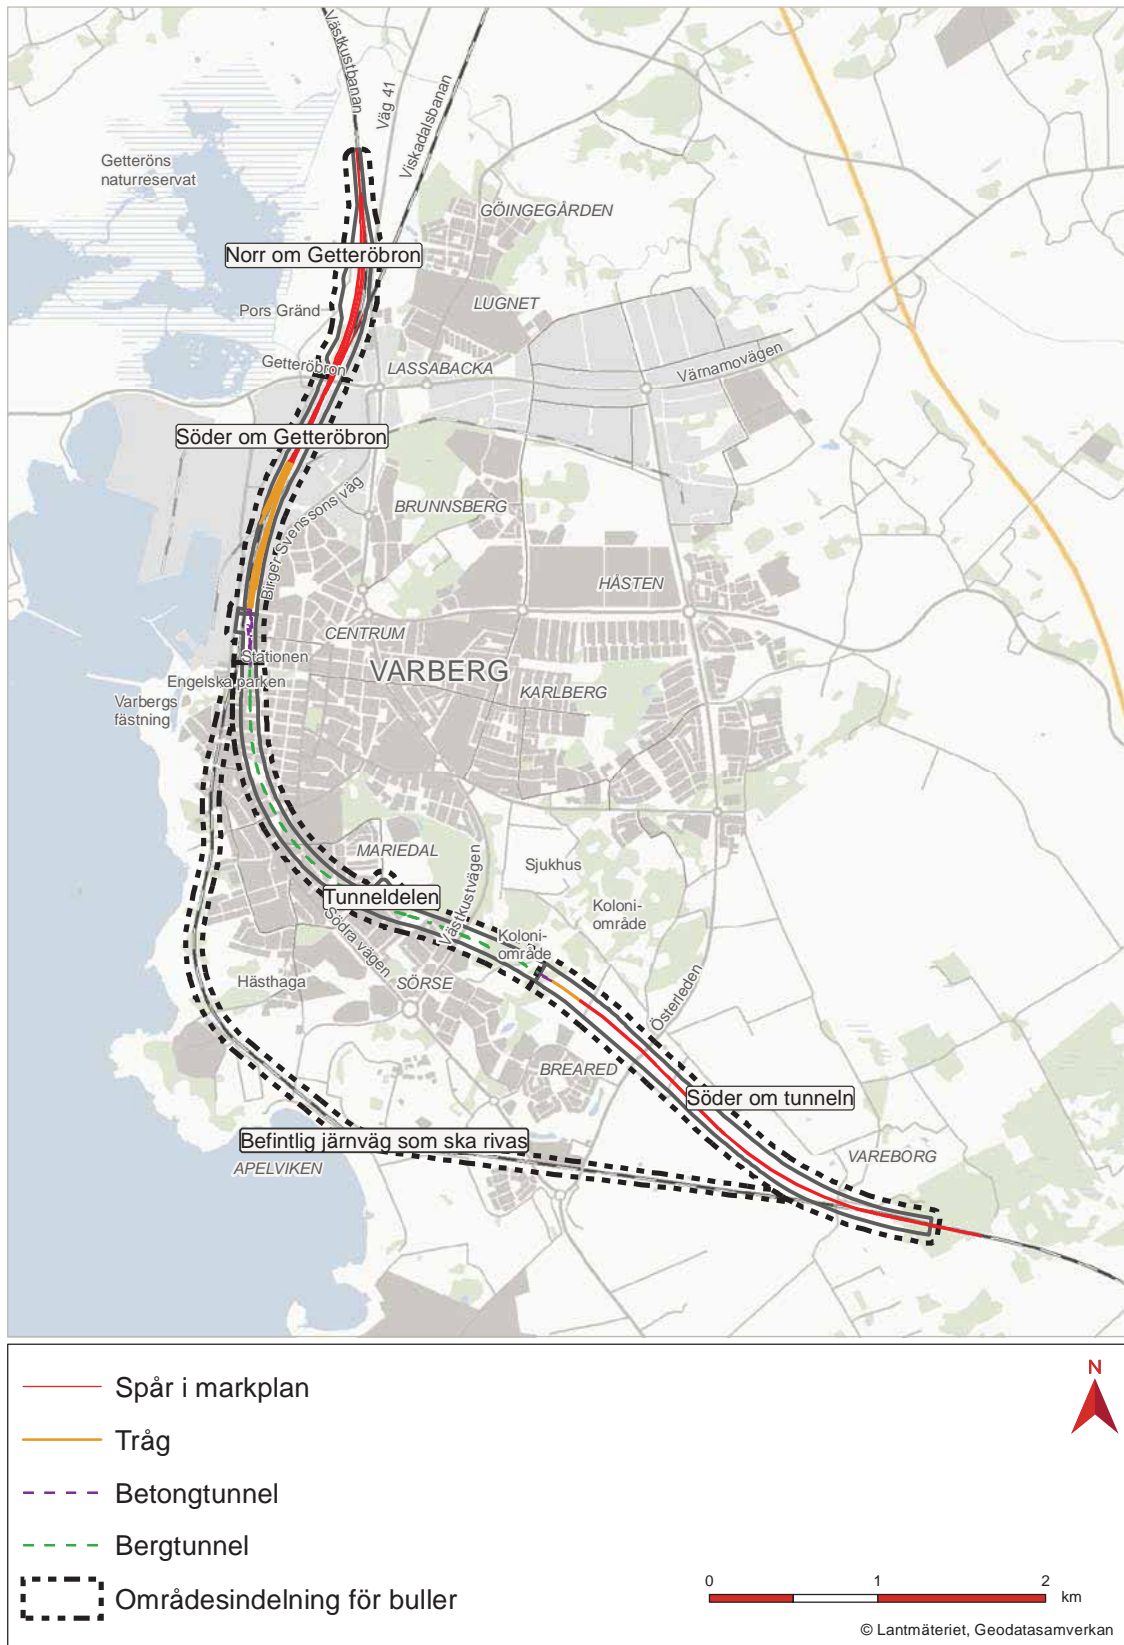 Västkustbanan
Väg 41
Viskadalsbanan
Getteröns
naturreservat
GÖINGEGÅRDEN
Norr om Getteröbron
LUGNET
Pors Gränd
Värnamovägen
Getteröbron
LASSABACKA
Söder om Getteröbron
BRUNNSBERG
Birger Svenssons väg
HÅSTEN
CENTRUM
Stationen
VARBERG
Engelska parken
KARLBERG
Varbergs
fästning
MARIEDAL
Sjukhus
Västkustvägen
Tunneldelen
Koloni-
område
Södra vägen
Koloni-
område
Hästhaga
SÖRSE
Österleden
BREARED
Söder om tunneln
Befintlig järnväg som ska rivas
VAREBORG
APELVIKEN
Spår i markplan
Tråg
Betongtunnel
Bergtunnel
Områdesindelning för buller
N
0 1 2
km
© Lantmäteriet, Geodatasamverkan